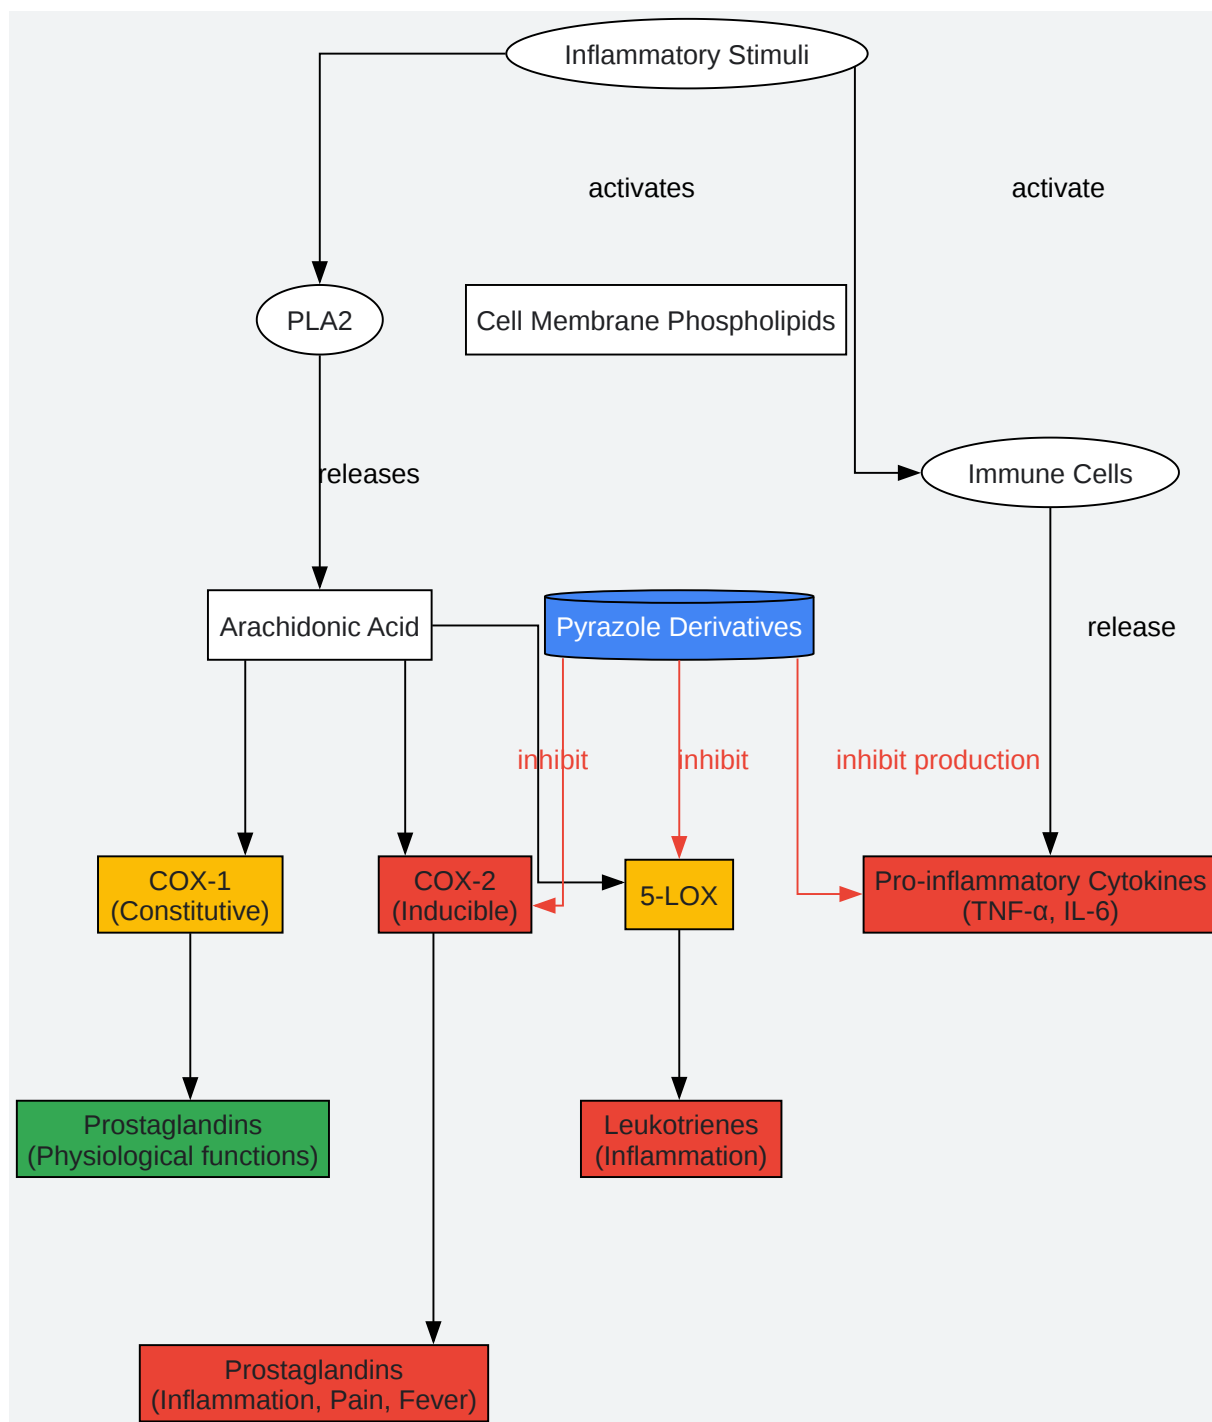 Inflammatory Stimuli
activates
activate
PLA2
Cell Membrane Phospholipids
releases
Immune Cells
Arachidonic Acid
Pyrazole Derivatives
release
inhibit
inhibit
inhibit production
COX-1
(Constitutive)
COX-2
(Inducible)
5-LOX
Pro-inflammatory Cytokines
(TNF-α, IL-6)
Prostaglandins
(Physiological functions)
Leukotrienes
(Inflammation)
Prostaglandins
(Inflammation, Pain, Fever)